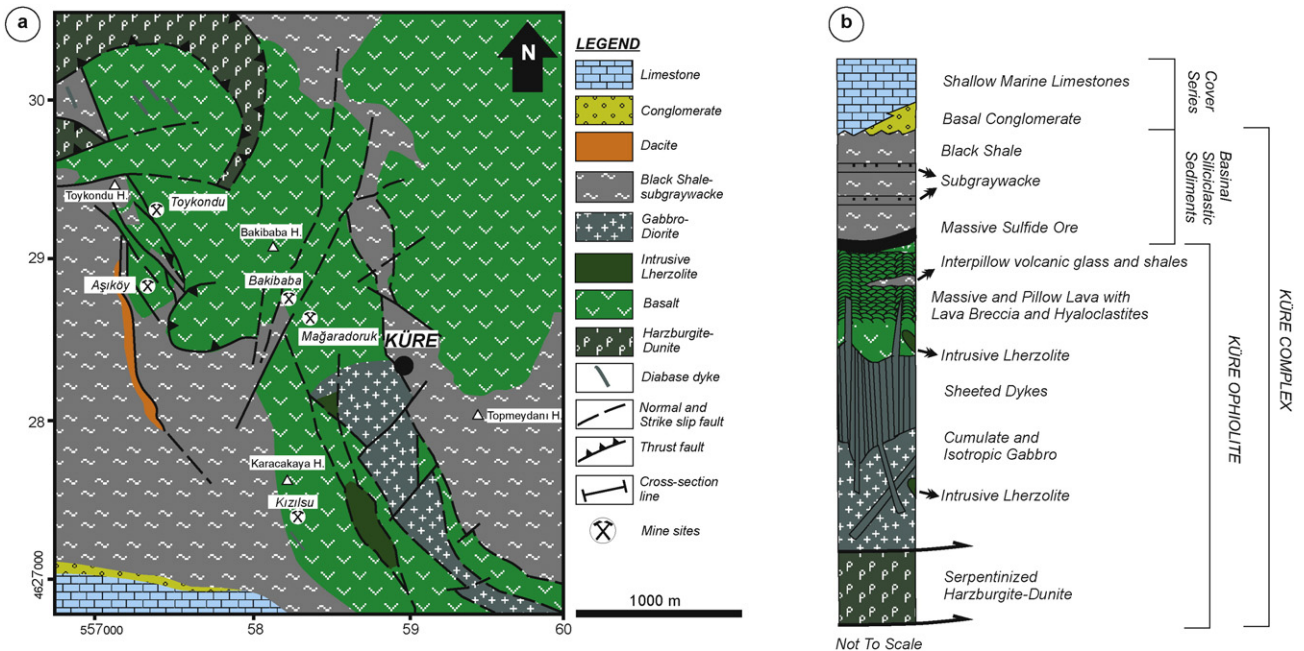 a
N
30
29
28
4627000
557000
58
59
60
Toykondu H.
Toykondu
Bakibaba H.
Aşıköy
Bakibaba
Mağaradoruk
KÜRE
Topmeydanı H.
Karacakaya H.
Kızılsu
LEGEND
Limestone
Conglomerate
Dacite
Black Shale-
subgraywacke
Gabbro-
Diorite
Intrusive
Lherzolite
Basalt
Harzburgite-
Dunite
Diabase dyke
Normal and
Strike slip fault
Thrust fault
Cross-section
line
Mine sites
1000 m
b
Shallow Marine Limestones
Basal Conglomerate
Black Shale
Subgraywacke
Massive Sulfide Ore
Interpillow volcanic glass and shales
Massive and Pillow Lava with
Lava Breccia and Hyaloclastites
Intrusive Lherzolite
Sheeted Dykes
Cumulate and
Isotropic Gabbro
Intrusive Lherzolite
Serpentinized
Harzburgite-Dunite
Not To Scale
Cover
Series
Basinal
Siliciclastic
Sediments
KÜRE OPHIOLITE
KÜRE COMPLEX